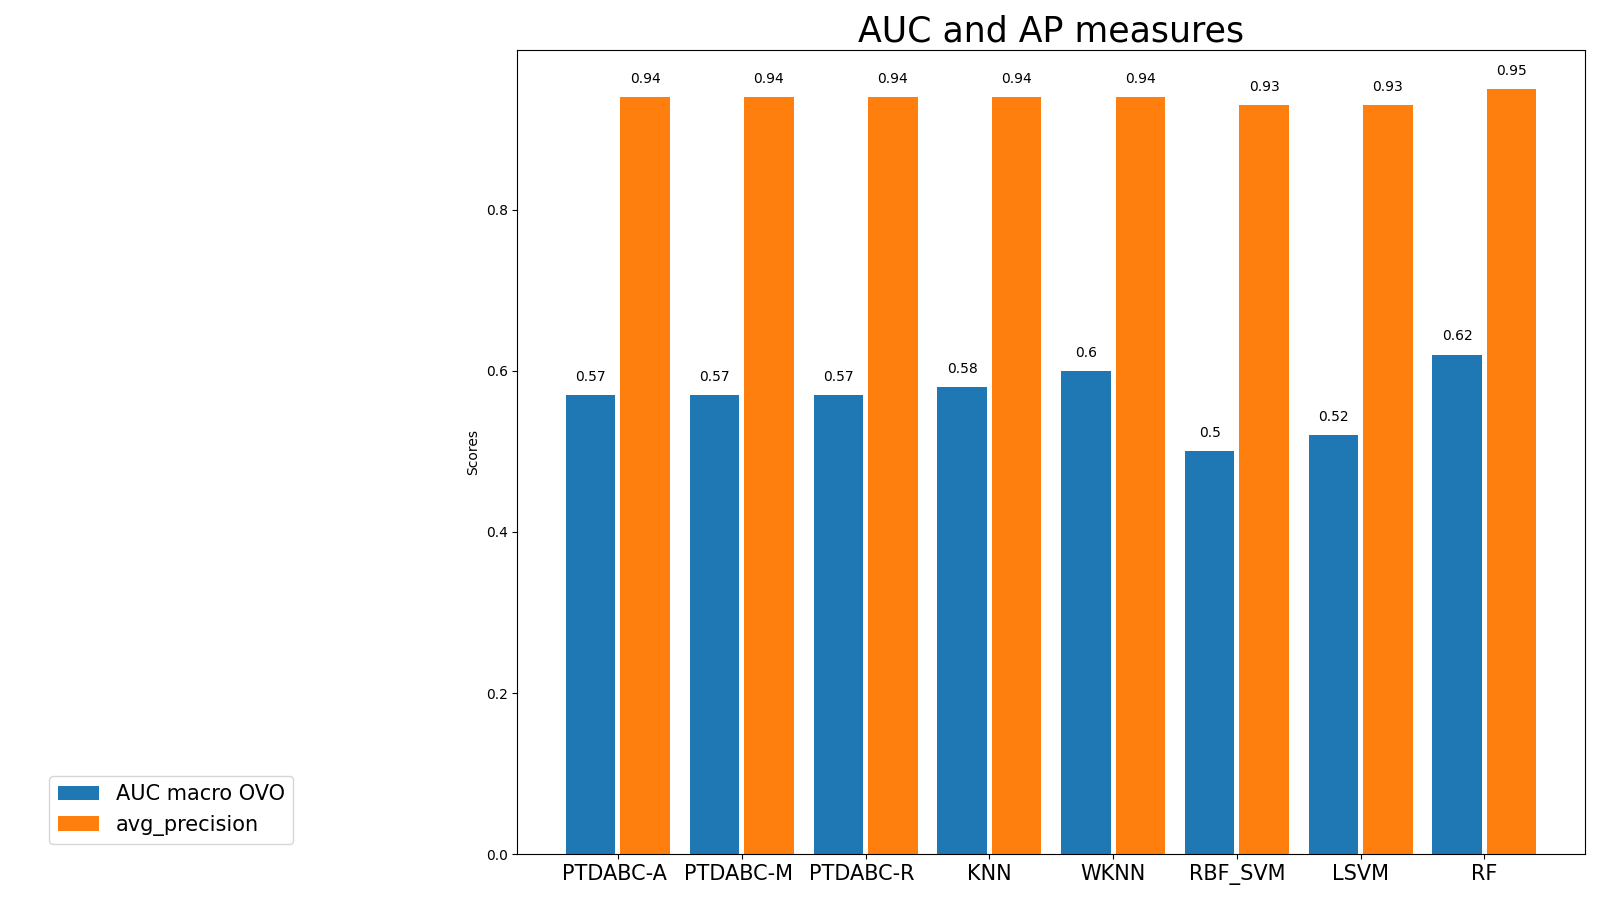 AUC and AP measures
0.94 0.94 0.94 0.94 0.94 0.93 0.93 0.95
0.8
0.57 0.57 0.57 0.58 0.6 0.5 0.52 0.62
0.6
Scores
0.4
0.2
0.0
PTDABC-A PTDABC-M PTDABC-R KNN WKNN RBF_SVM LSVM RF
AUC macro OVO
avg_precision